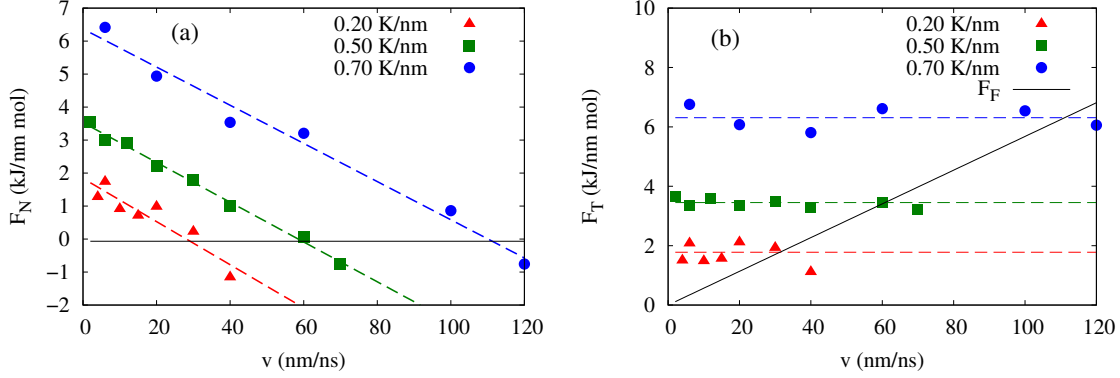 7
6
5
4
3
2
1
0
−1
−2
0 20 40 60 80 100 120
F_N (kJ/nm mol)
v (nm/ns)
(a)
0.20 K/nm
0.50 K/nm
0.70 K/nm
10
8
6
4
2
0
0 20 40 60 80 100 120
F_T (kJ/nm mol)
v (nm/ns)
(b)
0.20 K/nm
0.50 K/nm
0.70 K/nm
F_F